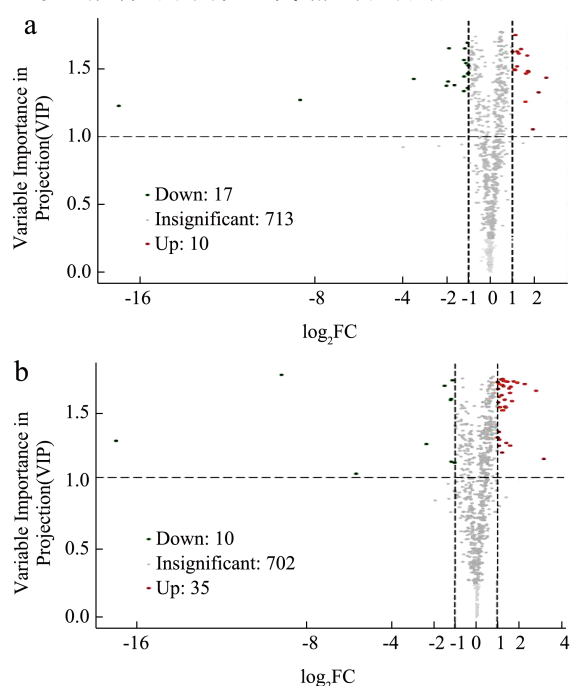 a
Variable Importance in
Projection(VIP)
1.5
1.0
0.5
0.0
Down: 17
Insignificant: 713
Up: 10
-16 -8 -4 -2 -1 0 1 2
log₂FC
b
Variable Importance in
Projection(VIP)
1.5
1.0
0.5
0.0
Down: 10
Insignificant: 702
Up: 35
-16 -8 -4 -2 -1 0 1 2 4
log₂FC